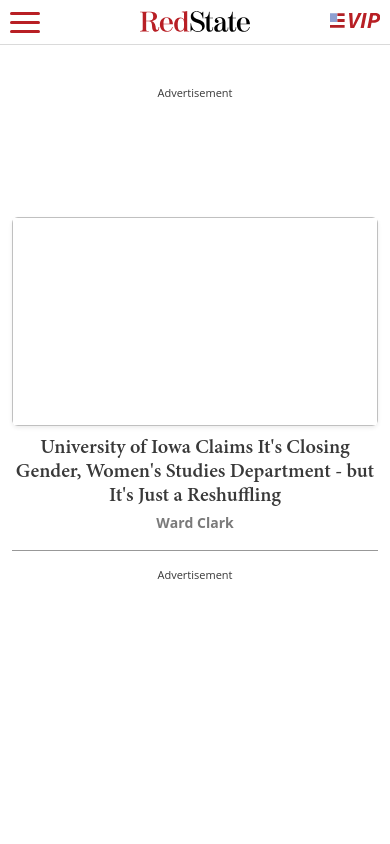 RedState
VIP
Advertisement
University of Iowa Claims It's Closing
Gender, Women's Studies Department - but
It's Just a Reshuffling
Ward Clark
Advertisement